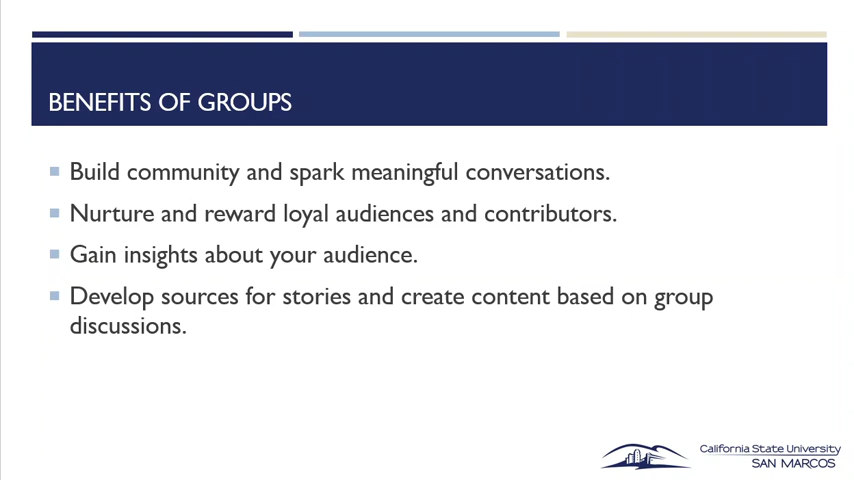 BENEFITS OF GROUPS
Build community and spark meaningful conversations.
Nurture and reward loyal audiences and contributors.
Gain insights about your audience.
Develop sources for stories and create content based on group
discussions.
California State University
SAN MARCOS